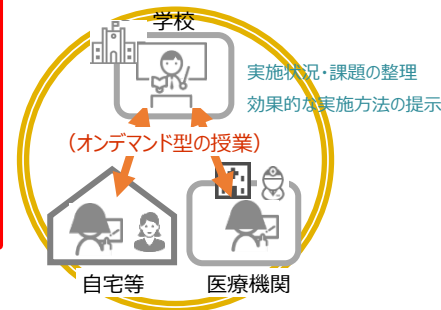 学校
実施状況・課題の整理
効果的な実施方法の提示
（オンデマンド型の授業）
自宅等
医療機関